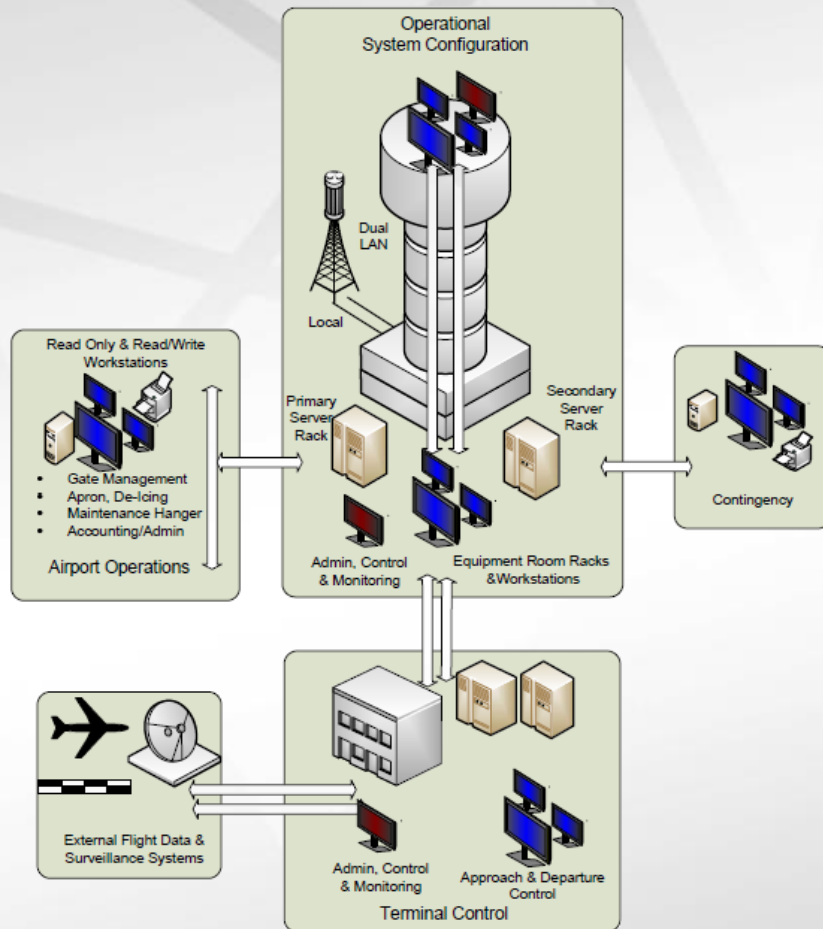 Operational
System Configuration
Dual
LAN
Local
Read Only & Read/Write
Workstations
• Gate Management
• Apron, De-Icing
• Maintenance Hanger
• Accounting/Admin
Airport Operations
Primary
Server
Rack
Secondary
Server
Rack
Admin, Control
& Monitoring
Equipment Room Racks
&Workstations
Contingency
External Flight Data &
Surveillance Systems
Admin, Control
& Monitoring
Approach & Departure
Control
Terminal Control